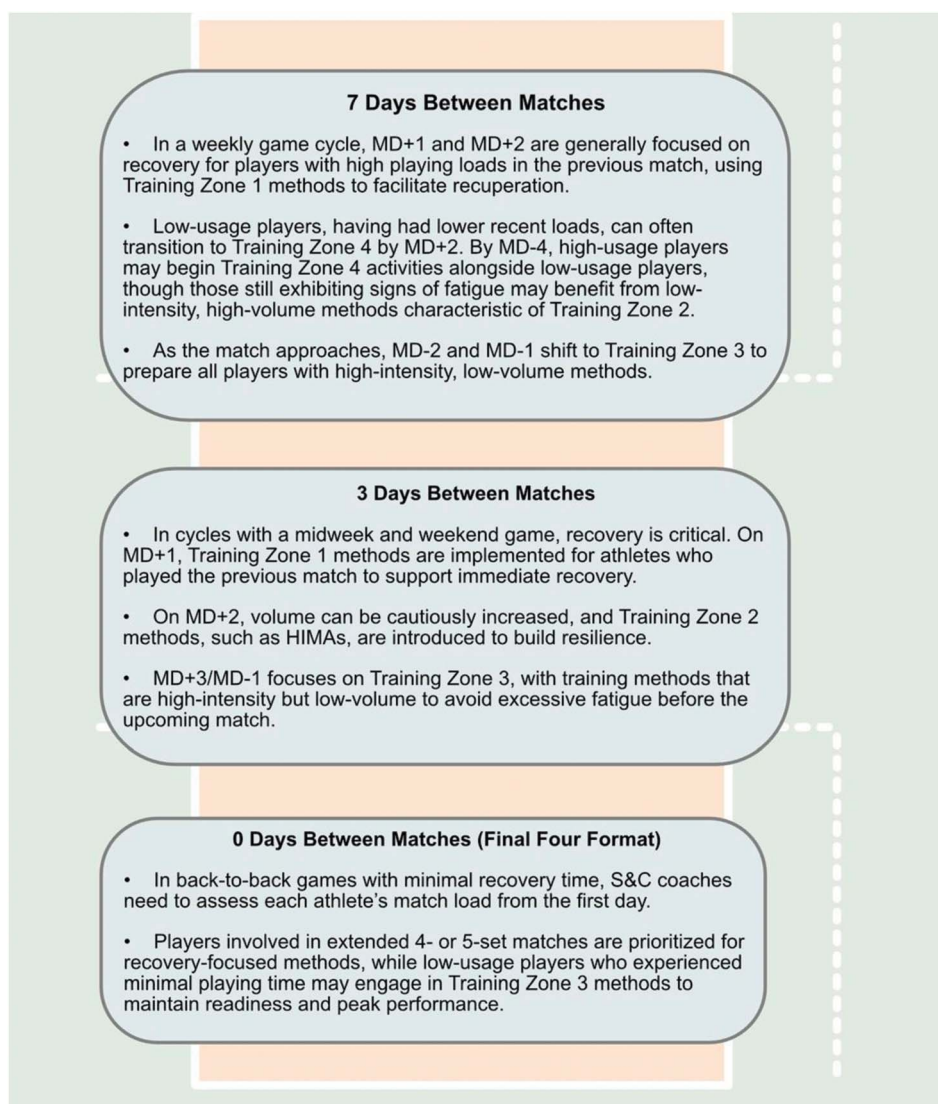 7 Days Between Matches
• In a weekly game cycle, MD+1 and MD+2 are generally focused on
recovery for players with high playing loads in the previous match, using
Training Zone 1 methods to facilitate recuperation.
• Low-usage players, having had lower recent loads, can often
transition to Training Zone 4 by MD+2. By MD-4, high-usage players
may begin Training Zone 4 activities alongside low-usage players,
though those still exhibiting signs of fatigue may benefit from low-
intensity, high-volume methods characteristic of Training Zone 2.
• As the match approaches, MD-2 and MD-1 shift to Training Zone 3 to
prepare all players with high-intensity, low-volume methods.
3 Days Between Matches
• In cycles with a midweek and weekend game, recovery is critical. On
MD+1, Training Zone 1 methods are implemented for athletes who
played the previous match to support immediate recovery.
• On MD+2, volume can be cautiously increased, and Training Zone 2
methods, such as HIMAs, are introduced to build resilience.
• MD+3/MD-1 focuses on Training Zone 3, with training methods that
are high-intensity but low-volume to avoid excessive fatigue before the
upcoming match.
0 Days Between Matches (Final Four Format)
• In back-to-back games with minimal recovery time, S&C coaches
need to assess each athlete's match load from the first day.
• Players involved in extended 4- or 5-set matches are prioritized for
recovery-focused methods, while low-usage players who experienced
minimal playing time may engage in Training Zone 3 methods to
maintain readiness and peak performance.